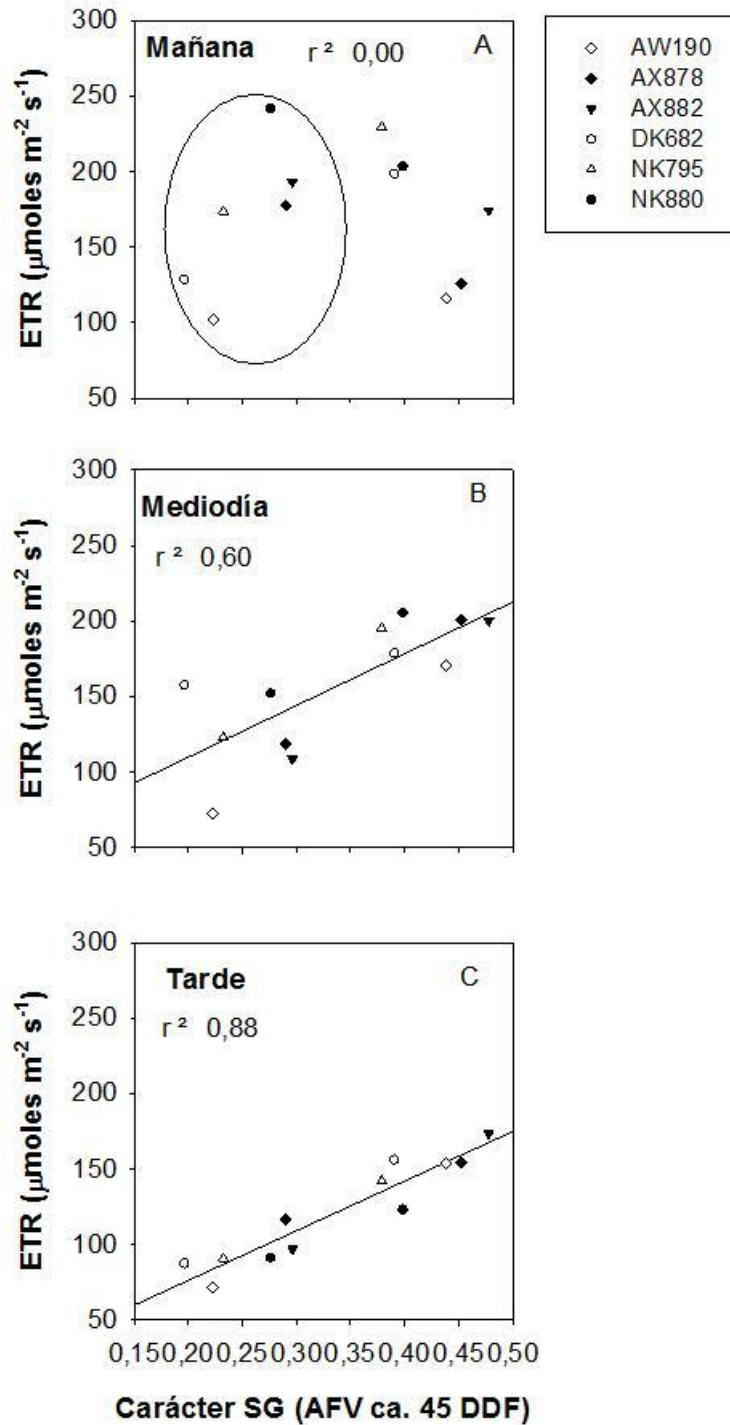 Mañana
r ² 0,00
A
ETR (µmoles m-2 s-1)
300
250
200
150
100
50
AW190
AX878
AX882
DK682
NK795
NK880
Mediodía
r ² 0,60
B
ETR (µmoles m-2 s-1)
300
250
200
150
100
50
Tarde
r ² 0,88
C
ETR (µmoles m-2 s-1)
300
250
200
150
100
50
0,15 0,20 0,25 0,30 0,35 0,40 0,45 0,50
Carácter SG (AFV ca. 45 DDF)